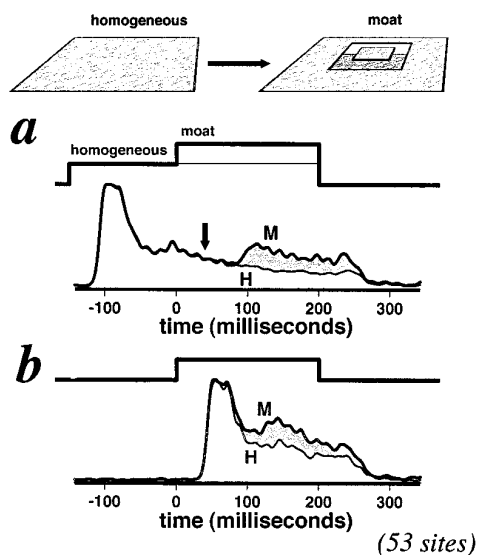 homogeneous moat
a
moat
homogeneous
M
H
-100 0 100 200 300
time (milliseconds)
b
M
H
-100 0 100 200 300
time (milliseconds)
(53 sites)